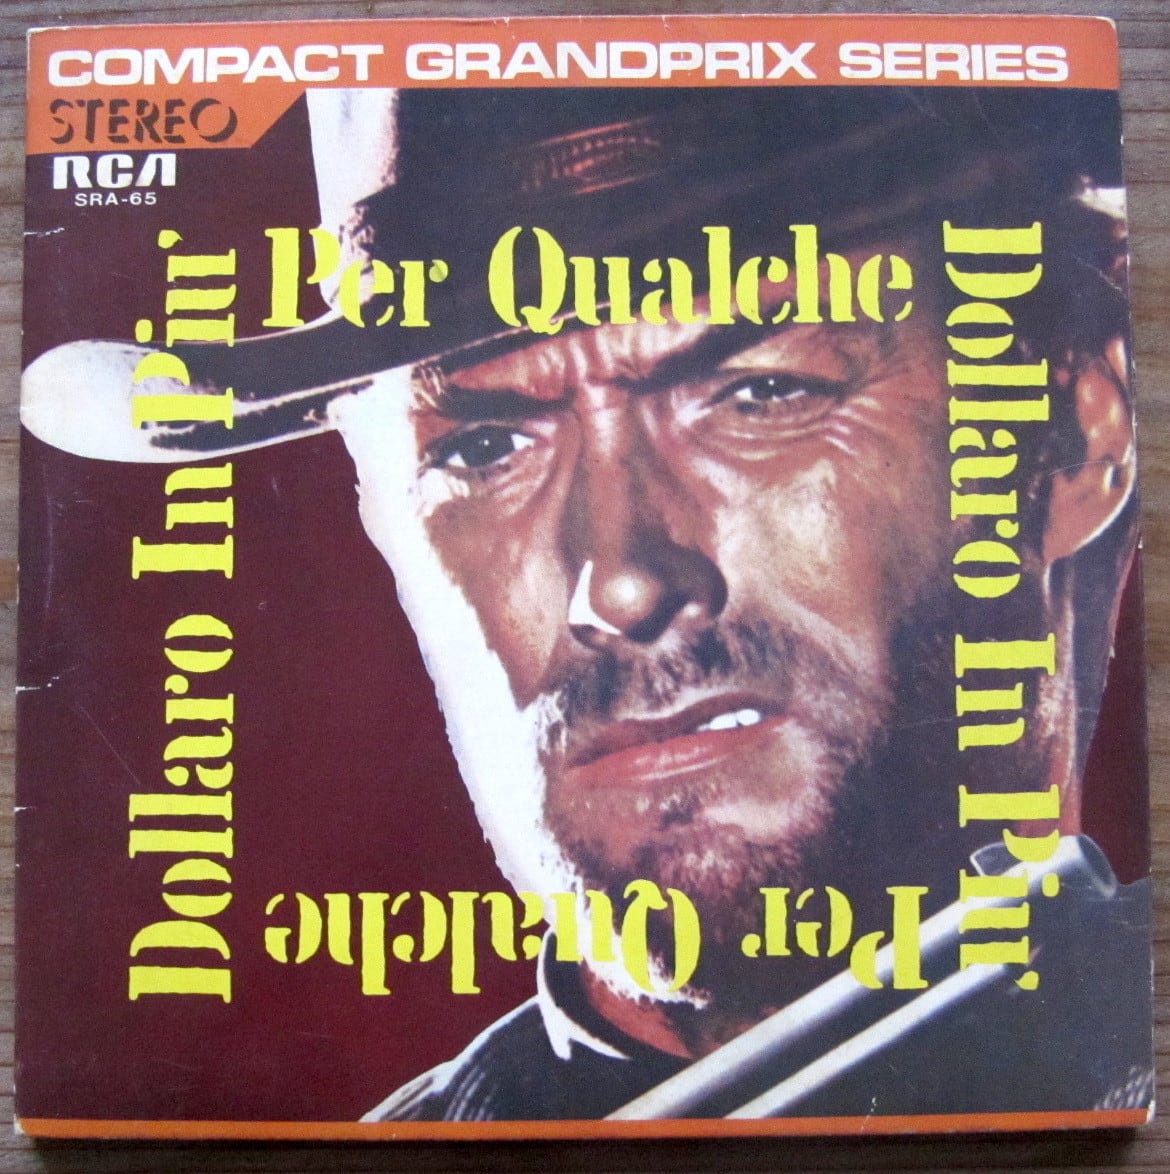 COMPACT GRANDPRIX SERIES
STEREO
RCA
SRA-65
Per Qualche
Dollaro In Piu'
Per Qualche
Dollaro In Piu'